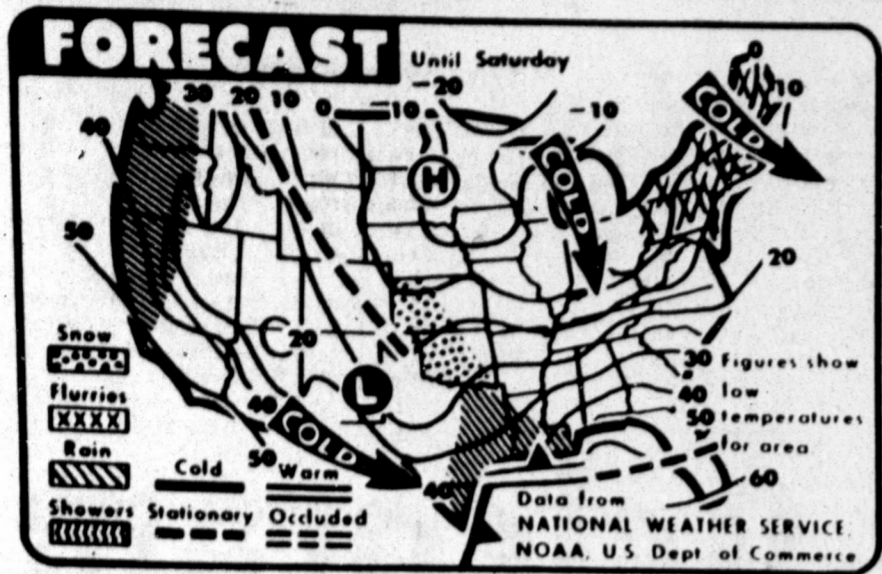 FORECAST
Until Saturday
-20
0
10
40
30
20
10
0
-10
-10
COLD
COLD
H
50
20
20
Snow
Flurries
Rain
Showers
L
40
COLD
50
40
30 Figures show
40 low
50 temperatures
for area
60
Cold
Warm
Stationary
Occluded
Data from
NATIONAL WEATHER SERVICE,
NOAA, U.S. Dept of Commerce